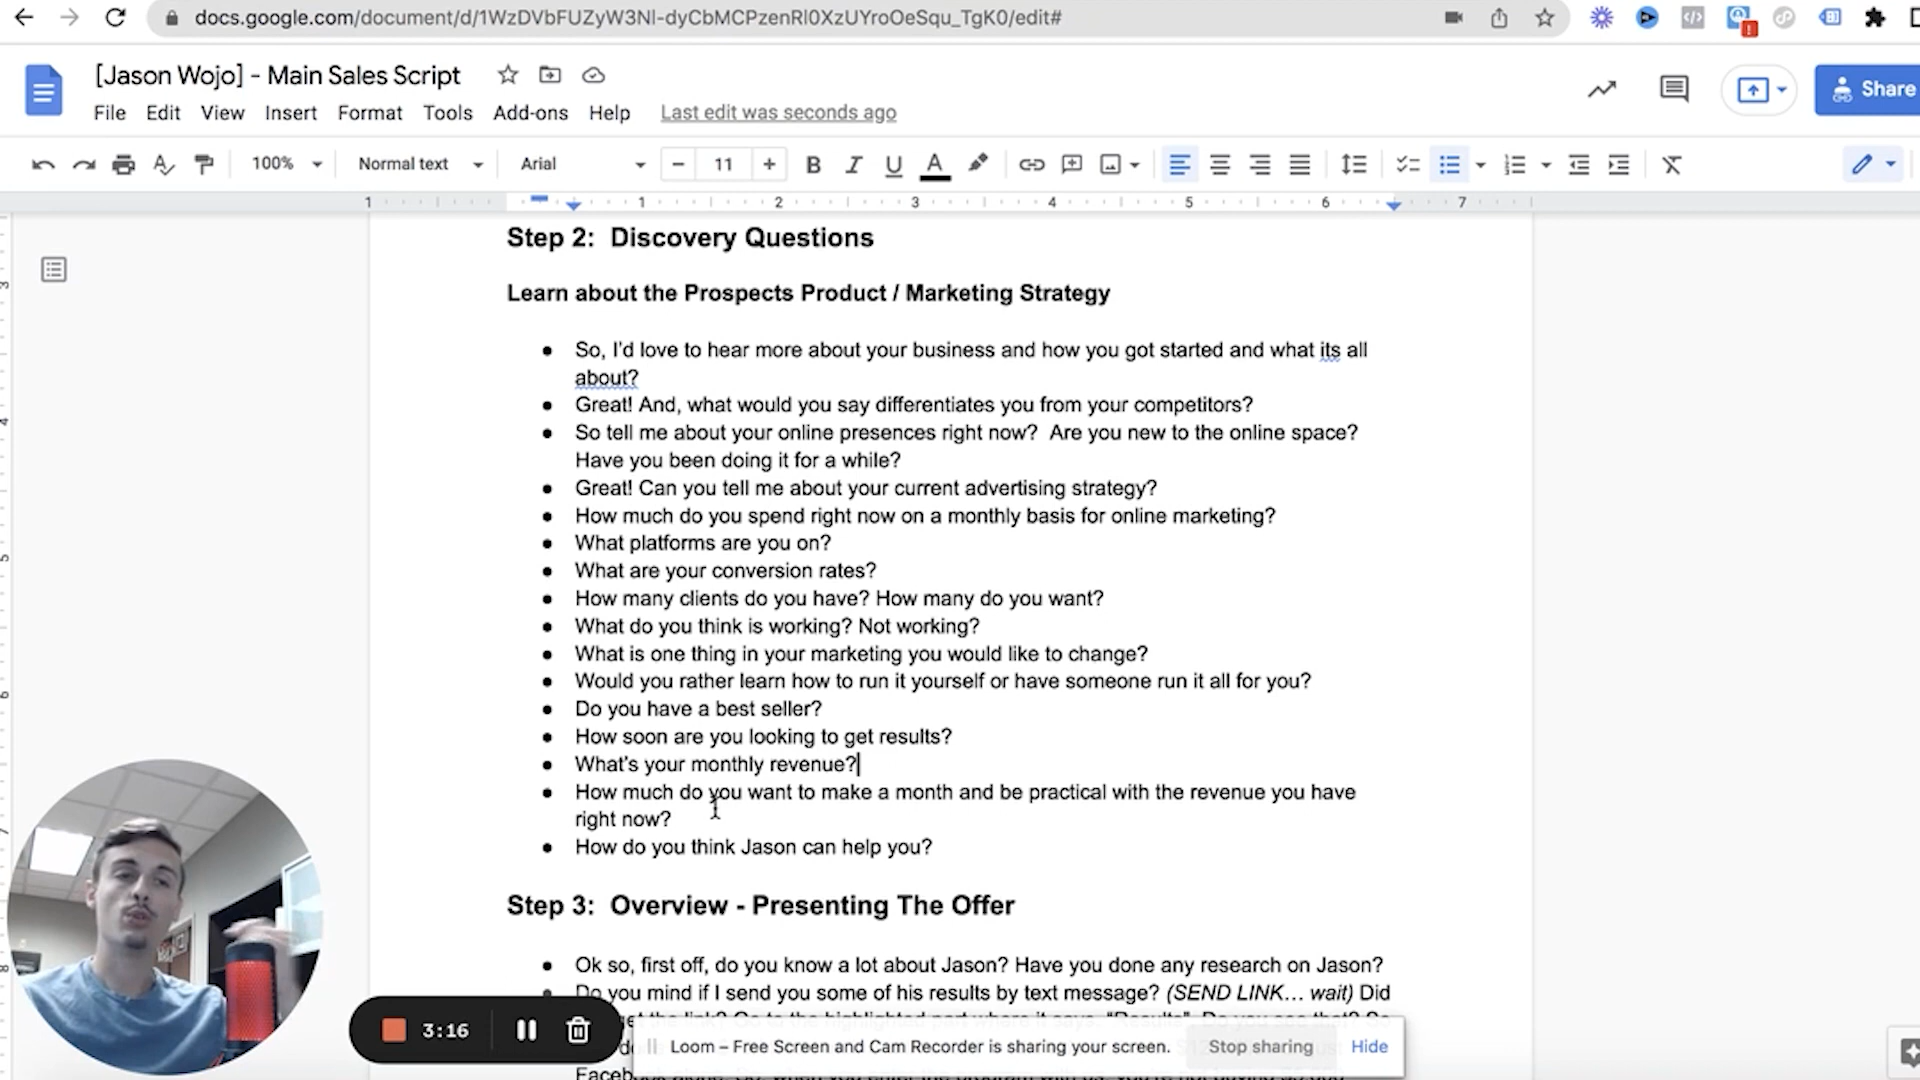 docs.google.com/document/d/1WzDVbFUZyW3Nl-dyCbMCPzenRl0XzUYroOeSqu_TgK0/edit#
[Jason Wojo] - Main Sales Script
Share
File Edit View Insert Format Tools Add-ons Help Last edit was seconds ago
100% Normal text Arial 11 B I U A
1 1 2 3 4 5 6 7
Step 2: Discovery Questions
Learn about the Prospects Product / Marketing Strategy
● So, I'd love to hear more about your business and how you got started and what its all
about?
● Great! And, what would you say differentiates you from your competitors?
● So tell me about your online presences right now? Are you new to the online space?
Have you been doing it for a while?
● Great! Can you tell me about your current advertising strategy?
● How much do you spend right now on a monthly basis for online marketing?
● What platforms are you on?
● What are your conversion rates?
● How many clients do you have? How many do you want?
● What do you think is working? Not working?
● What is one thing in your marketing you would like to change?
● Would you rather learn how to run it yourself or have someone run it all for you?
● Do you have a best seller?
● How soon are you looking to get results?
● What's your monthly revenue?
● How much do you want to make a month and be practical with the revenue you have
right now?
● How do you think Jason can help you?
Step 3: Overview - Presenting The Offer
● Ok so, first off, do you know a lot about Jason? Have you done any research on Jason?
● Do you mind if I send you some of his results by text message? (SEND LINK... wait) Did
3:16
Loom – Free Screen and Cam Recorder is sharing your screen. Stop sharing Hide